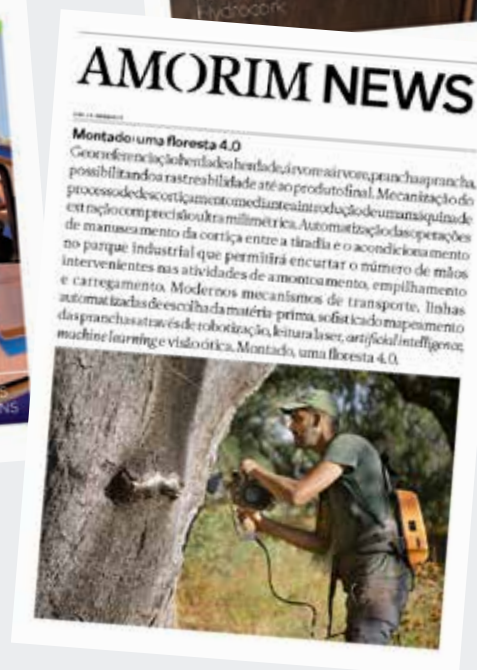 Hydrocork
AMORIM NEWS
Montado: uma floresta 4.0
Georreferenciação herdade a herdade, árvore a árvore, prancha a prancha,
possibilitando a rastreabilidade até ao produto final. Mecanização do
processo de descortiçamento mediante a introdução de uma máquina de
extração com precisão ultramilimétrica. Automatização das operações
de manuseamento da cortiça entre a tiradia e o acondicionamento
no parque industrial que permitirá encurtar o número de mãos
intervenientes nas atividades de amontoamento, empilhamento
e carregamento. Modernos mecanismos de transporte, linhas
automatizadas de escolha da matéria-prima, sofisticado mapeamento
das pranchas através de robotização, leitura laser, artificial intelligence,
machine learning e visão ótica. Montado, uma floresta 4.0.
NS